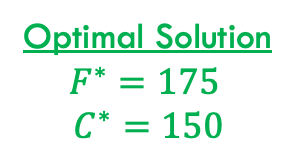 Optimal Solution
F* = 175
C* = 150